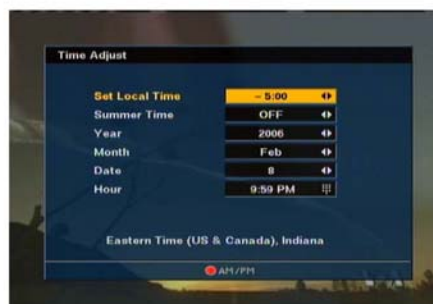 Time Adjust
Set Local Time – 5:00
Summer Time OFF
Year 2006
Month Feb
Date 8
Hour 9:59 PM
Eastern Time (US & Canada), Indiana
AM/PM